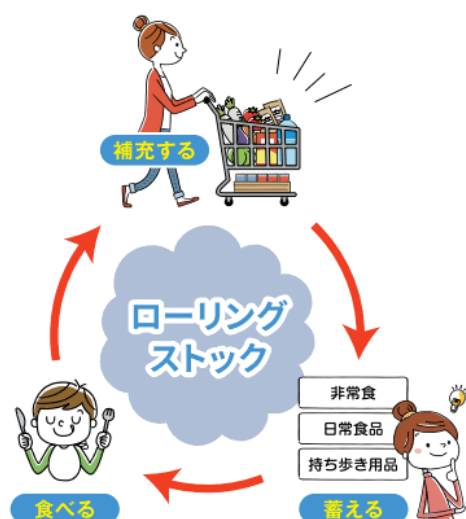 補充する
ローリング
ストック
非常食
日常食品
持ち歩き用品
食べる
蓄える